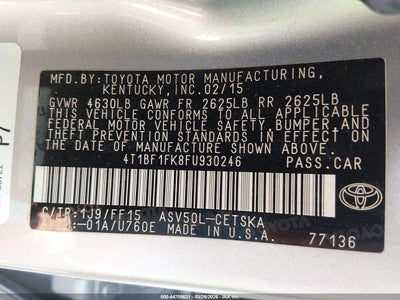 MFD.BY:TOYOTA MOTOR MANUFACTURING,
KENTUCKY,INC.02/15
GVWR 4630LB GAWR FR 2625LB RR 2625LB
THIS VEHICLE CONFORMS TO ALL APPLICABLE
FEDERAL MOTOR VEHICLE SAFETY,BUMPER,AND
THEFT PREVENTION STANDARDS IN EFFECT ON
THE DATE OF MANUFACTURE SHOWN ABOVE.
4T1BF1FK8FU930246 PASS.CAR
C/TR:1J9/FF15 ASV50L-CETSKA
-01A/U760E MADE IN U.S.A. 77136
TOYOTA